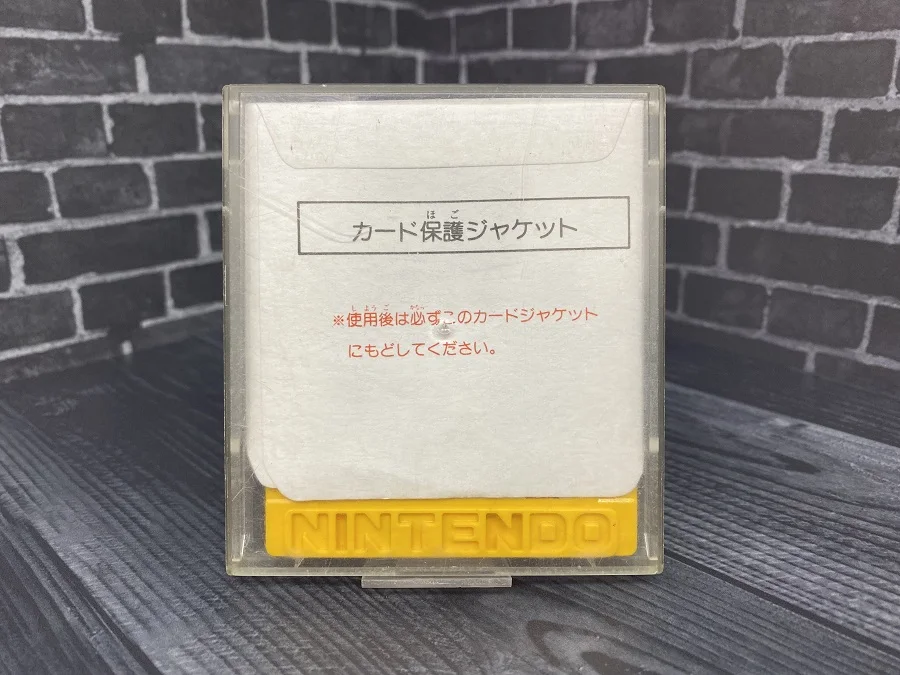 カード保護ジャケット
※使用後は必ずこのカードジャケット
にもどしてください。
NINTENDO